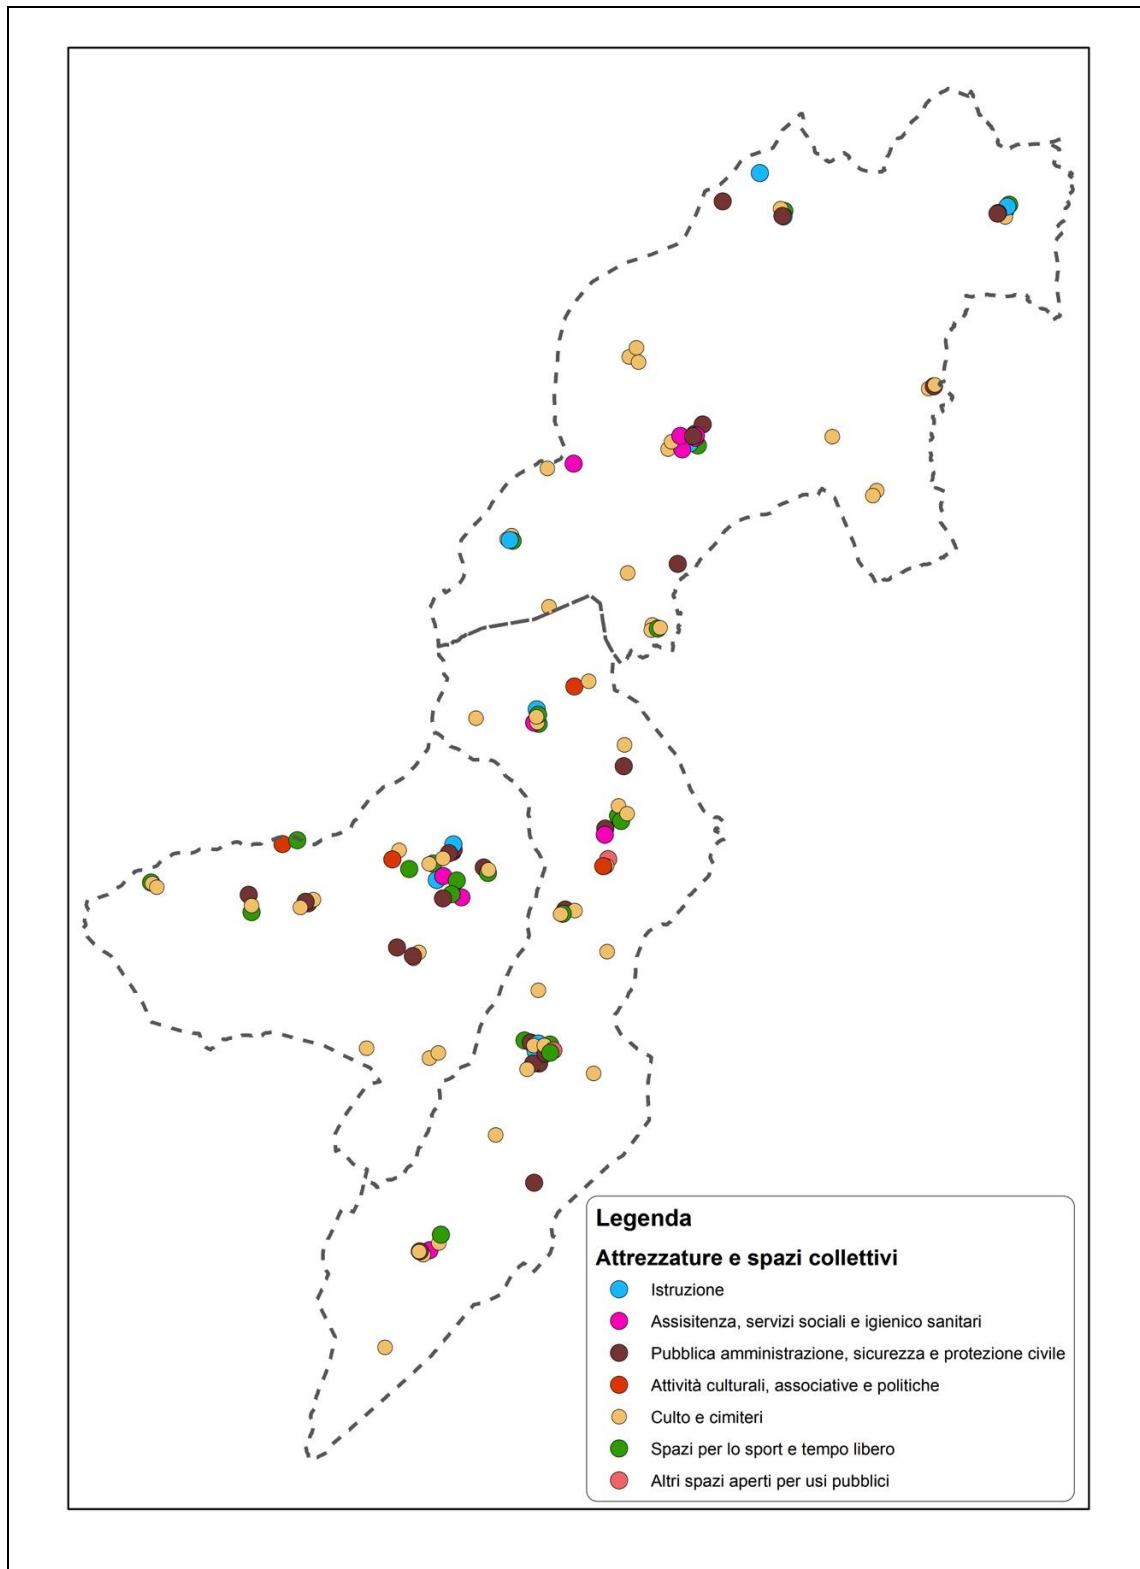 Legenda
Attrezzature e spazi collettivi
Istruzione
Assisitenza, servizi sociali e igienico sanitari
Pubblica amministrazione, sicurezza e protezione civile
Attività culturali, associative e politiche
Culto e cimiteri
Spazi per lo sport e tempo libero
Altri spazi aperti per usi pubblici